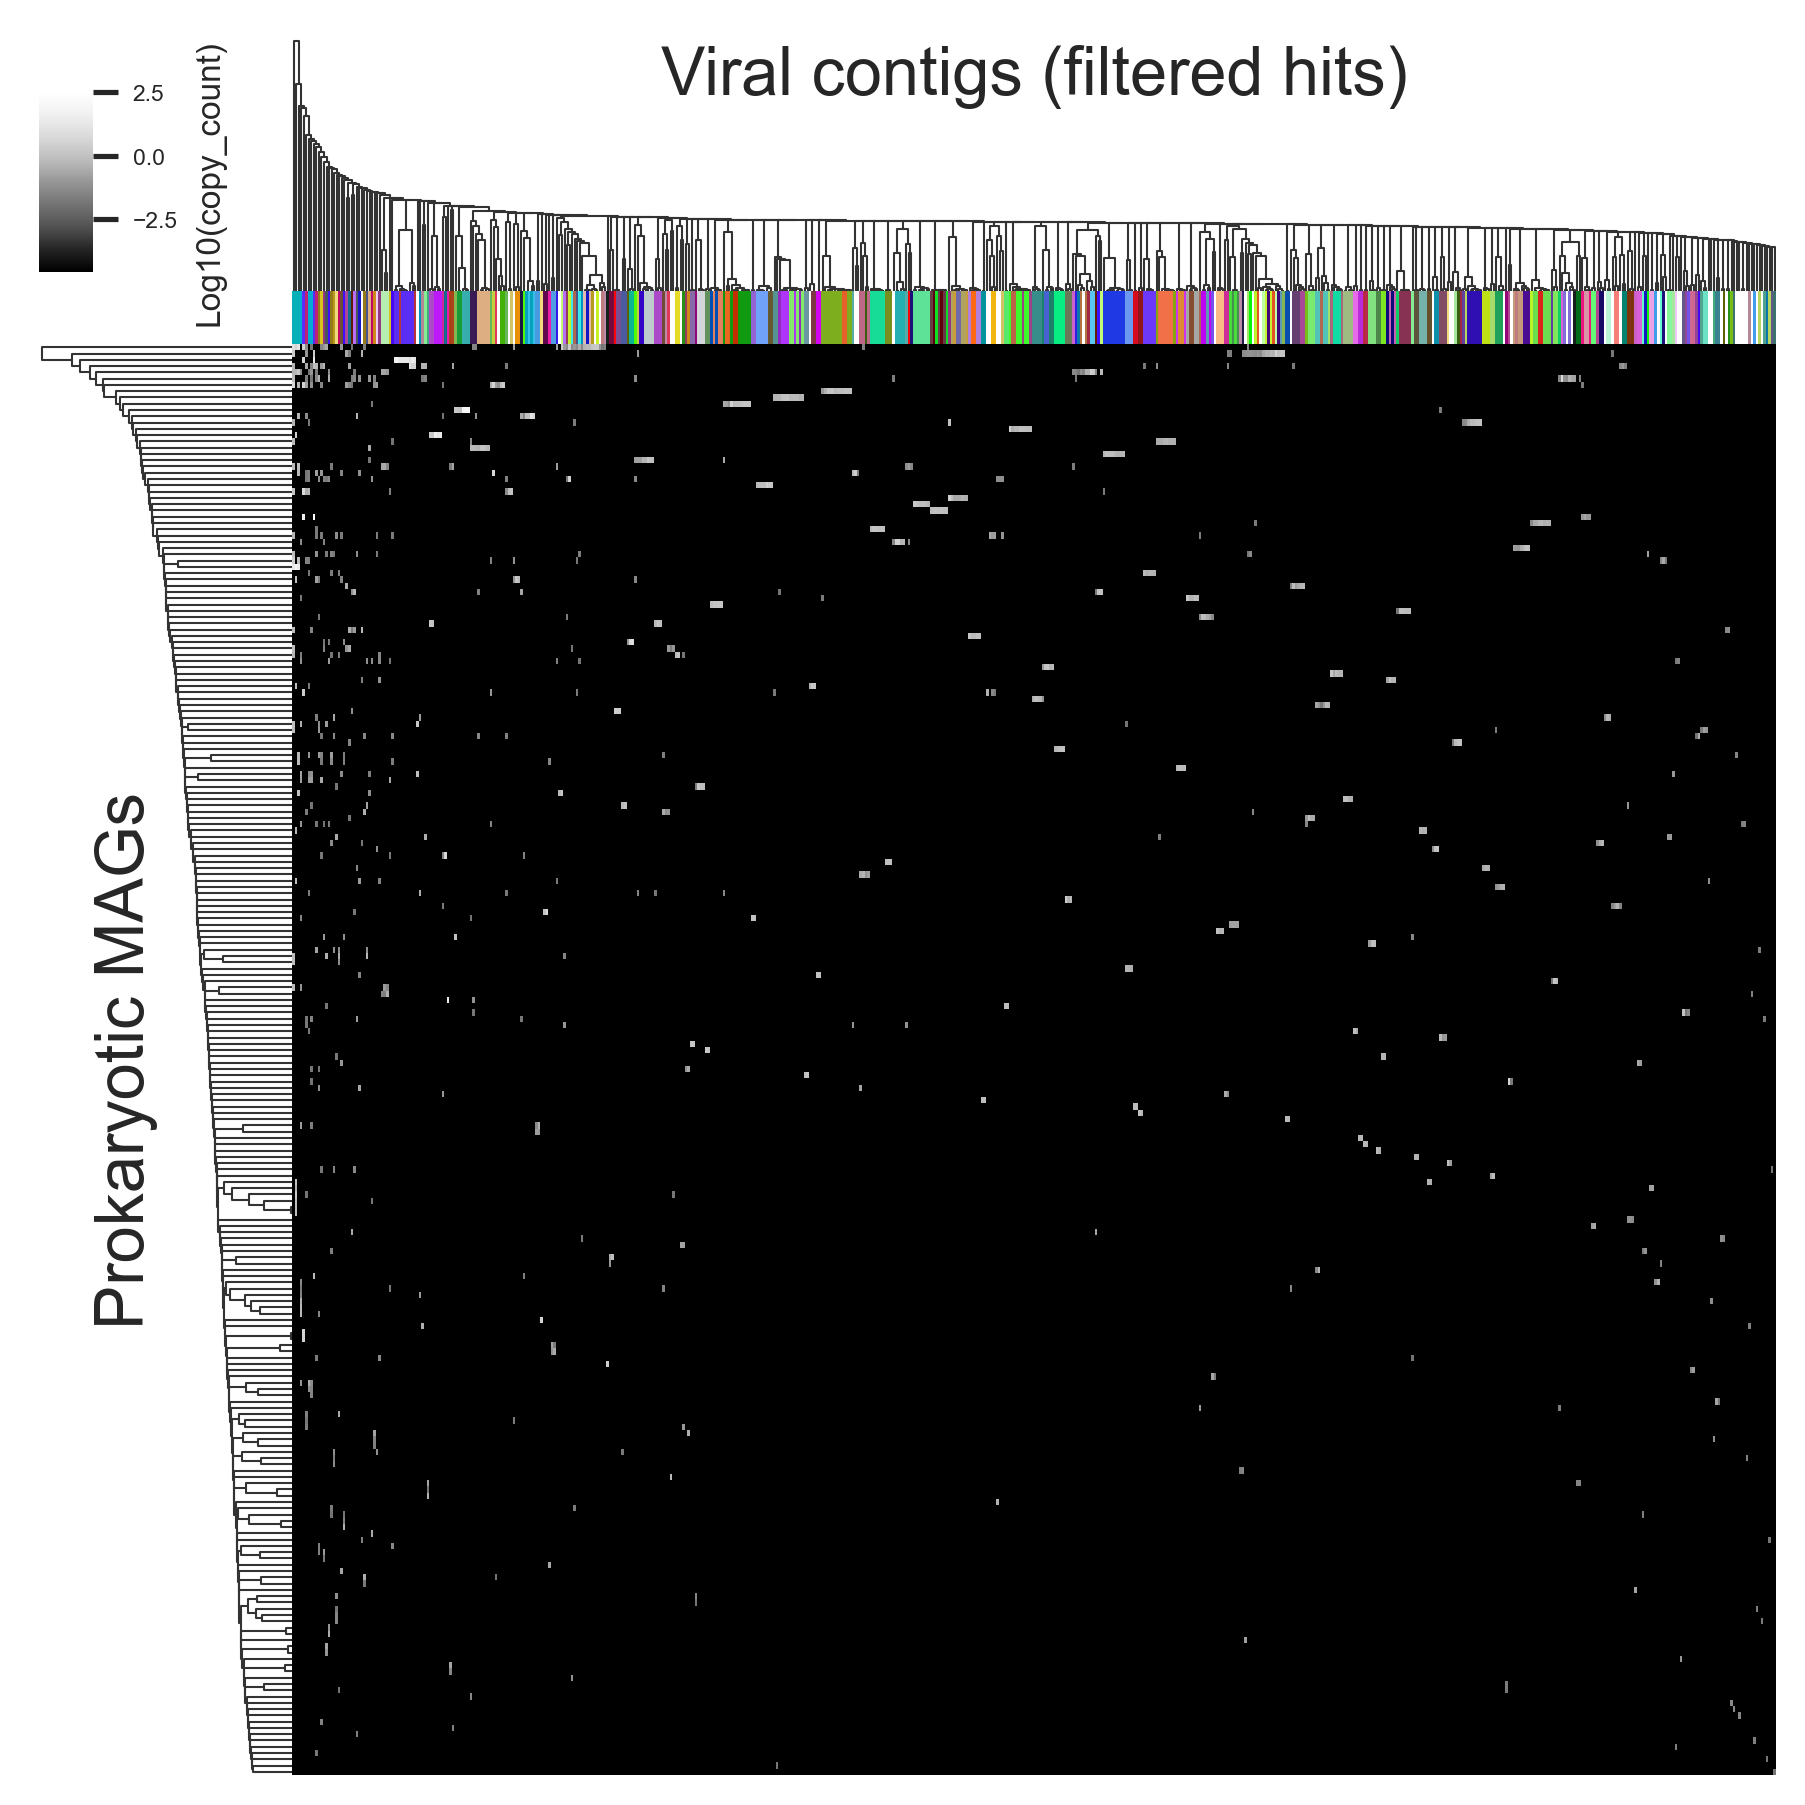 Viral contigs (filtered hits)
2.5
0.0
−2.5
Log10(copy_count)
Prokaryotic MAGs